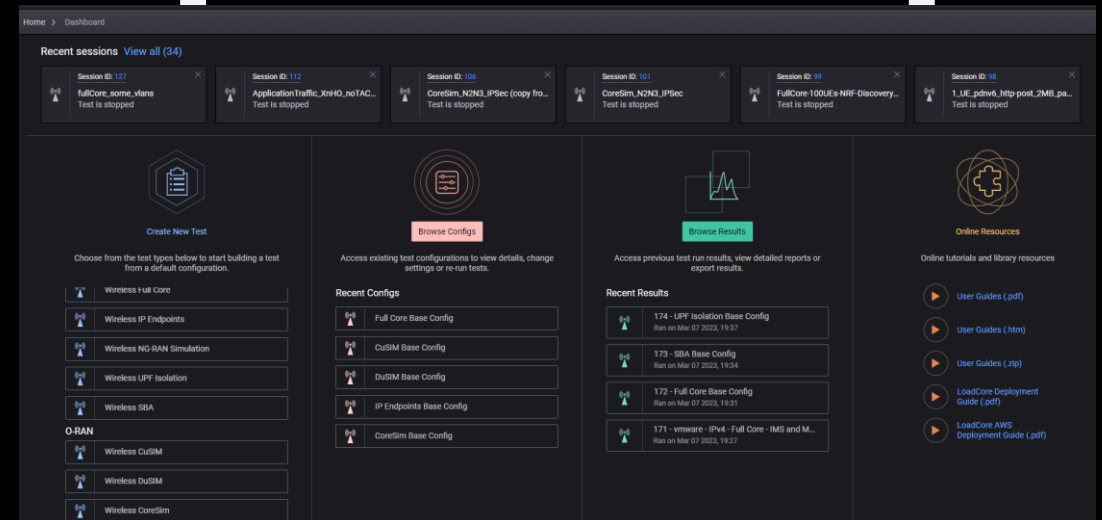 Home > Dashboard
Recent sessions View all (34)
Session ID: 127
fullCore_some_vlans
Test is stopped
Session ID: 112
ApplicationTraffic_XnHO_noTAC...
Test is stopped
Session ID: 106
CoreSim_N2N3_IPSec (copy fro...
Test is stopped
Session ID: 101
CoreSim_N2N3_IPSec
Test is stopped
Session ID: 99
FullCore-100UEs-NRF-Discovery...
Test is stopped
Session ID: 98
1_UE_pdnv6_http-post_2MB_pa...
Test is stopped
Create New Test
Choose from the test types below to start building a test
from a default configuration.
Wireless Full Core
Wireless IP Endpoints
Wireless NG-RAN Simulation
Wireless UPF Isolation
Wireless SBA
O-RAN
Wireless CuSIM
Wireless DuSIM
Wireless CoreSim
Browse Configs
Access existing test configurations to view details, change
settings or re-run tests.
Recent Configs
Full Core Base Config
CuSIM Base Config
DuSIM Base Config
IP Endpoints Base Config
CoreSim Base Config
Browse Results
Access previous test run results, view detailed reports or
export results.
Recent Results
174 - UPF Isolation Base Config
Ran on Mar 07 2023, 19:37
173 - SBA Base Config
Ran on Mar 07 2023, 19:34
172 - Full Core Base Config
Ran on Mar 07 2023, 19:31
171 - vmware - IPv4 - Full Core - IMS and M...
Ran on Mar 07 2023, 19:27
Online Resources
Online tutorials and library resources
User Guides (.pdf)
User Guides (.htm)
User Guides (.zip)
LoadCore Deployment
Guide (.pdf)
LoadCore AWS
Deployment Guide (.pdf)